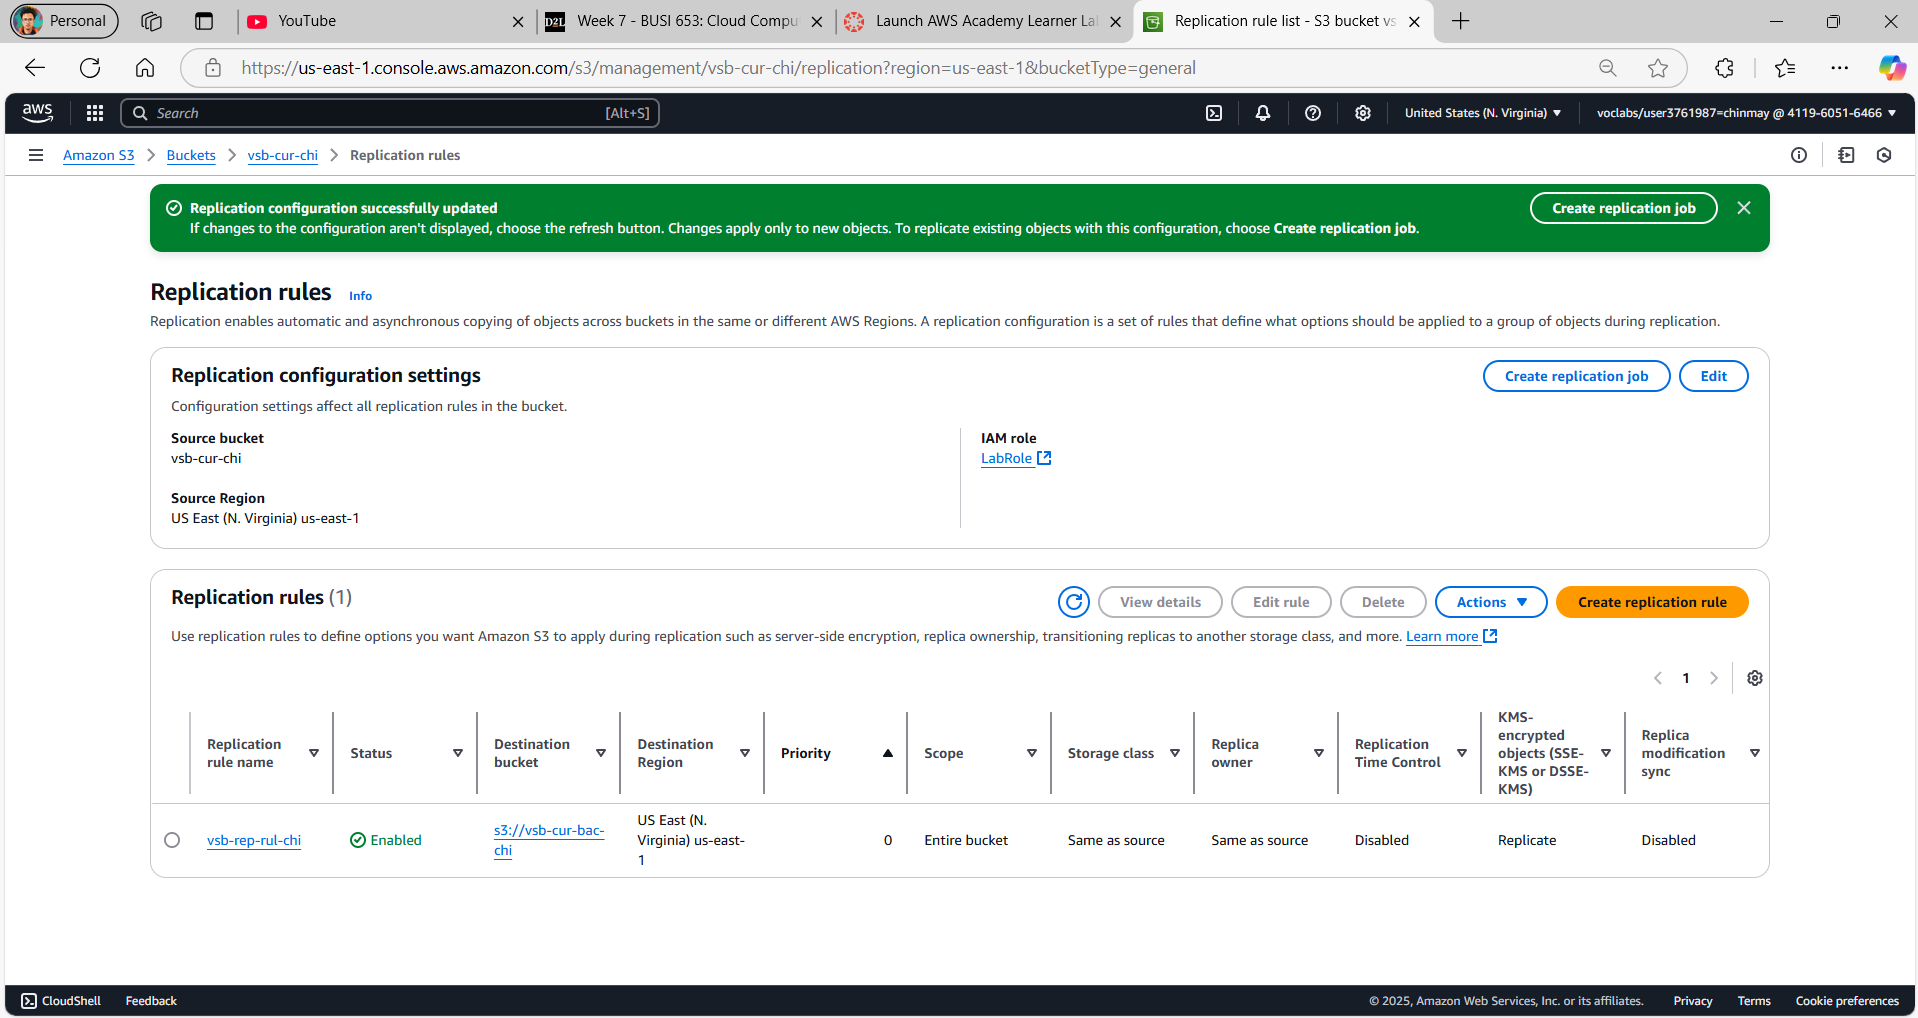 Personal
YouTube
Week 7 - BUSI 653: Cloud Compu
Launch AWS Academy Learner La
Replication rule list - S3 bucket vs
https://us-east-1.console.aws.amazon.com/s3/management/vsb-cur-chi/replication?region=us-east-1&bucketType=general
aws
Search
[Alt+S]
United States (N. Virginia)
voclabs/user3761987=chinmay @ 4119-6051-6466
Amazon S3
Buckets
vsb-cur-chi
Replication rules
Replication configuration successfully updated
If changes to the configuration aren't displayed, choose the refresh button. Changes apply only to new objects. To replicate existing objects with this configuration, choose Create replication job.
Create replication job
Replication rules
Info
Replication enables automatic and asynchronous copying of objects across buckets in the same or different AWS Regions. A replication configuration is a set of rules that define what options should be applied to a group of objects during replication.
Replication configuration settings
Create replication job
Edit
Configuration settings affect all replication rules in the bucket.
Source bucket
vsb-cur-chi
Source Region
US East (N. Virginia) us-east-1
IAM role
LabRole
Replication rules (1)
View details
Edit rule
Delete
Actions
Create replication rule
Use replication rules to define options you want Amazon S3 to apply during replication such as server-side encryption, replica ownership, transitioning replicas to another storage class, and more. Learn more
1
Replication
rule name
Status
Destination
bucket
Destination
Region
Priority
Scope
Storage class
Replica
owner
Replication
Time Control
KMS-
encrypted
objects (SSE-
KMS or DSSE-
KMS)
Replica
modification
sync
vsb-rep-rul-chi
Enabled
s3://vsb-cur-bac-
chi
US East (N.
Virginia) us-east-
1
0
Entire bucket
Same as source
Same as source
Disabled
Replicate
Disabled
CloudShell
Feedback
© 2025, Amazon Web Services, Inc. or its affiliates.
Privacy
Terms
Cookie preferences
D2L